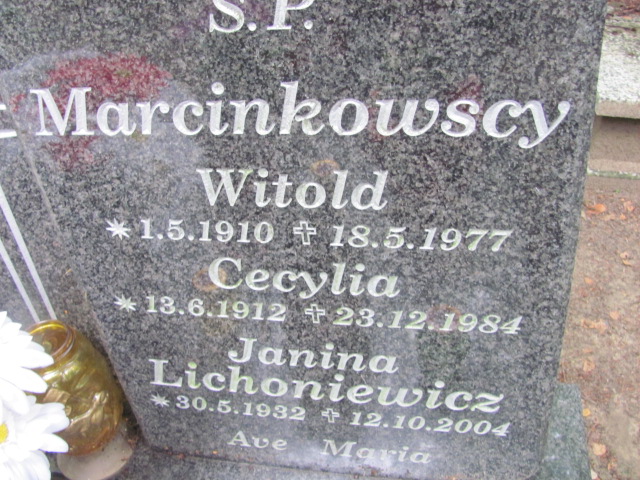 S.P.
Marcinkowscy
Witold
*1.5.1910 ✝ 18.5.1977
Cecylia
*13.6.1912 ✝ 23.12.1984
Janina
Lichoniewicz
*30.5.1932 ✝ 12.10.2004
Ave Maria